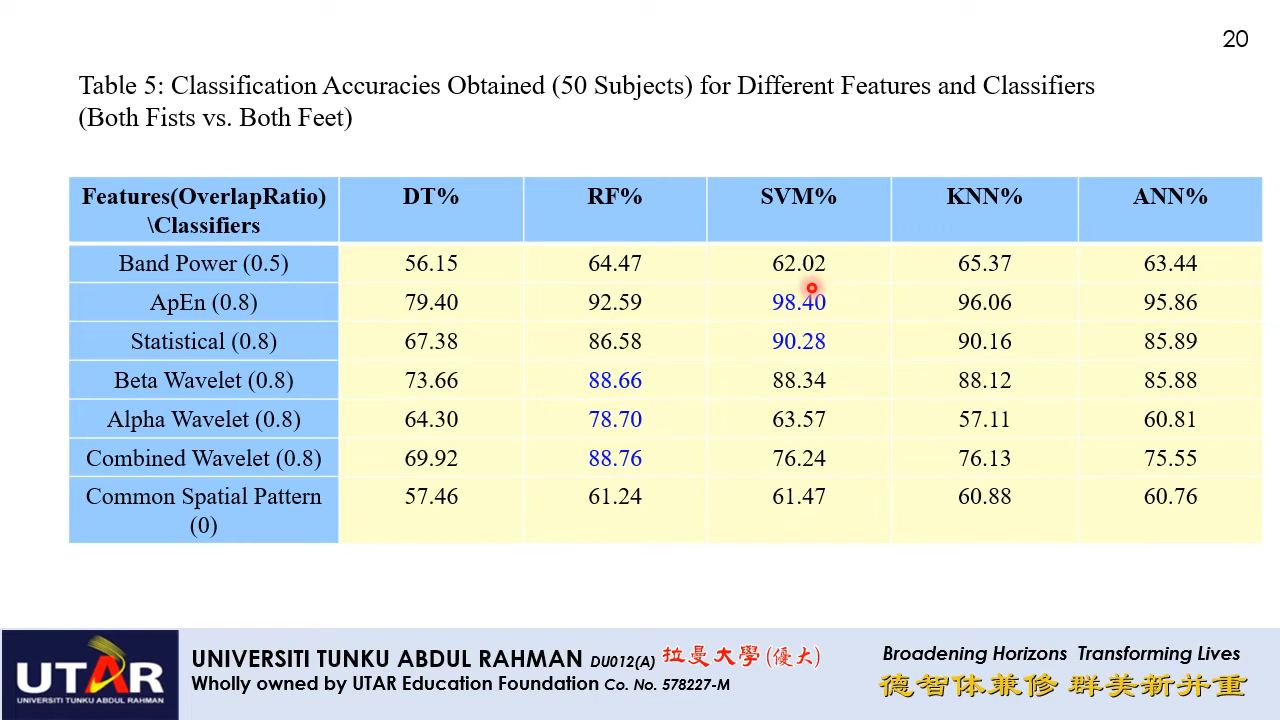 20
Table 5: Classification Accuracies Obtained (50 Subjects) for Different Features and Classifiers
(Both Fists vs. Both Feet)
Features(OverlapRatio) DT% RF% SVM% KNN% ANN%
\Classifiers
Band Power (0.5) 56.15 64.47 62.02 65.37 63.44
ApEn (0.8) 79.40 92.59 98.40 96.06 95.86
Statistical (0.8) 67.38 86.58 90.28 90.16 85.89
Beta Wavelet (0.8) 73.66 88.66 88.34 88.12 85.88
Alpha Wavelet (0.8) 64.30 78.70 63.57 57.11 60.81
Combined Wavelet (0.8) 69.92 88.76 76.24 76.13 75.55
Common Spatial Pattern 57.46 61.24 61.47 60.88 60.76
(0)
UTAR
UNIVERSITI TUNKU ABDUL RAHMAN
UNIVERSITI TUNKU ABDUL RAHMAN DU012(A) 拉曼大學(優大)
Wholly owned by UTAR Education Foundation Co. No. 578227-M
Broadening Horizons Transforming Lives
德智体兼修 群美新并重